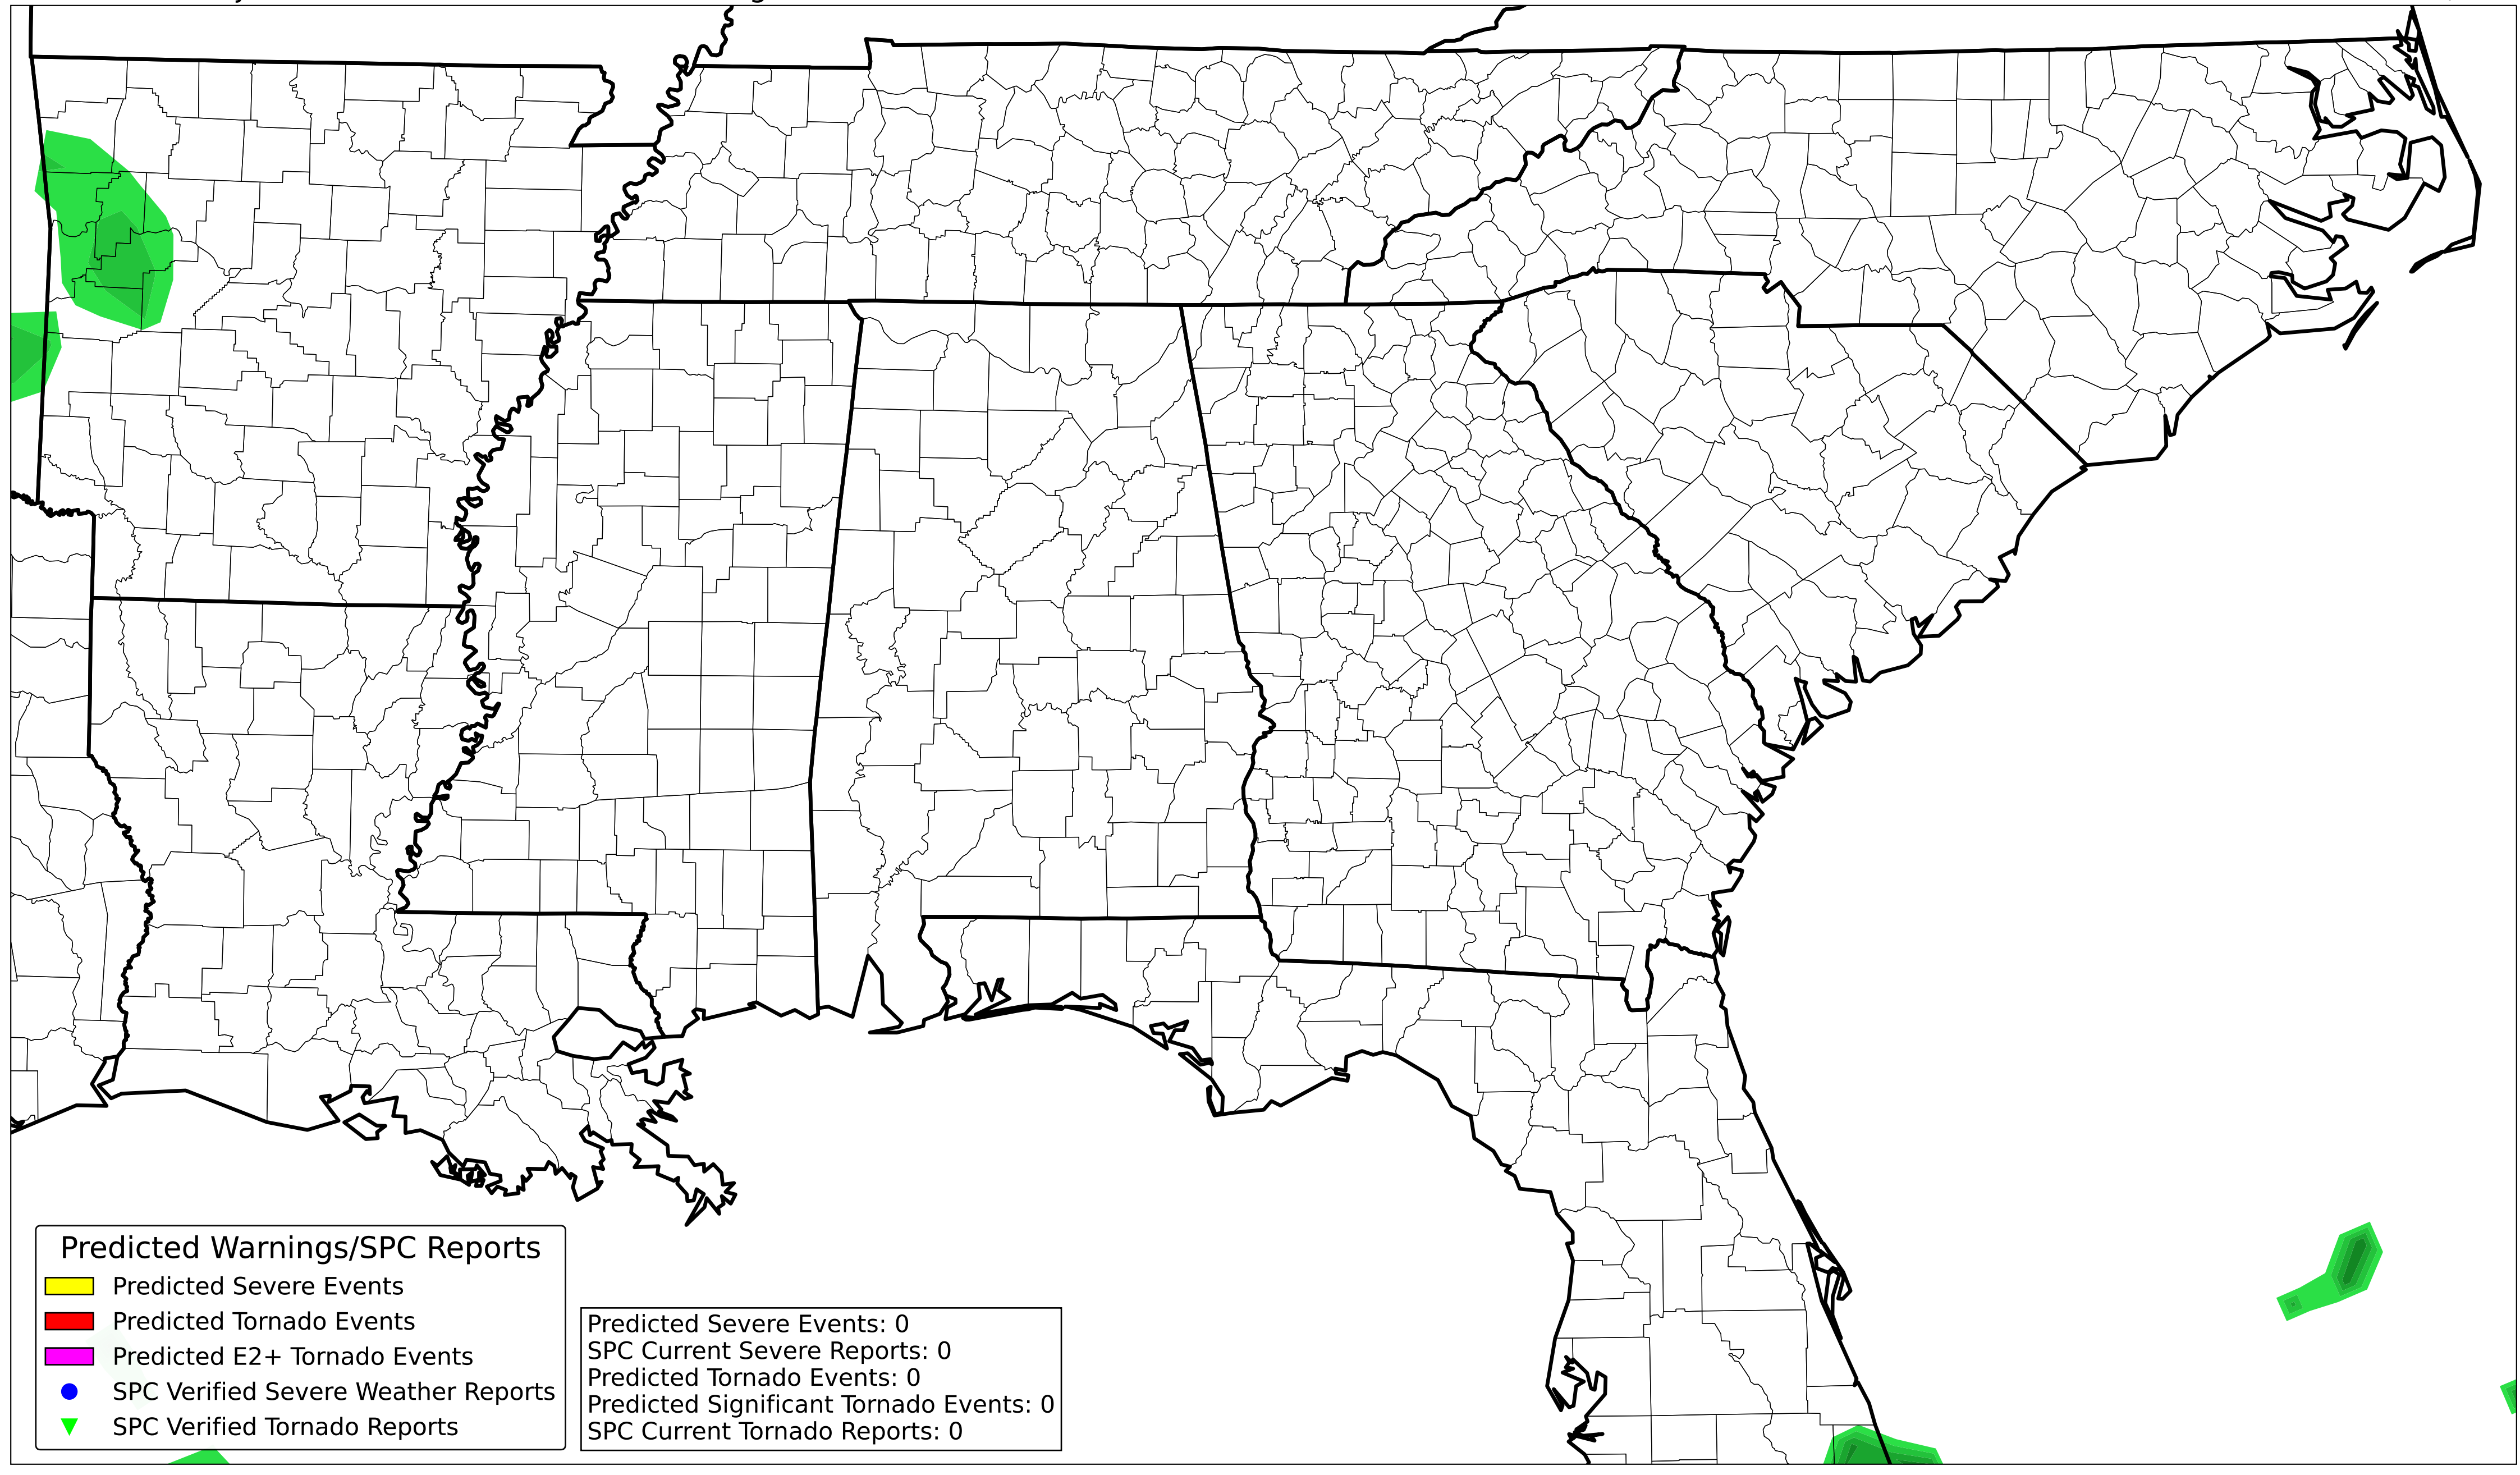 Predicted Warnings/SPC Reports
Predicted Severe Events
Predicted Tornado Events
Predicted E2+ Tornado Events
SPC Verified Severe Weather Reports
SPC Verified Tornado Reports
Predicted Severe Events: 0
SPC Current Severe Reports: 0
Predicted Tornado Events: 0
Predicted Significant Tornado Events: 0
SPC Current Tornado Reports: 0